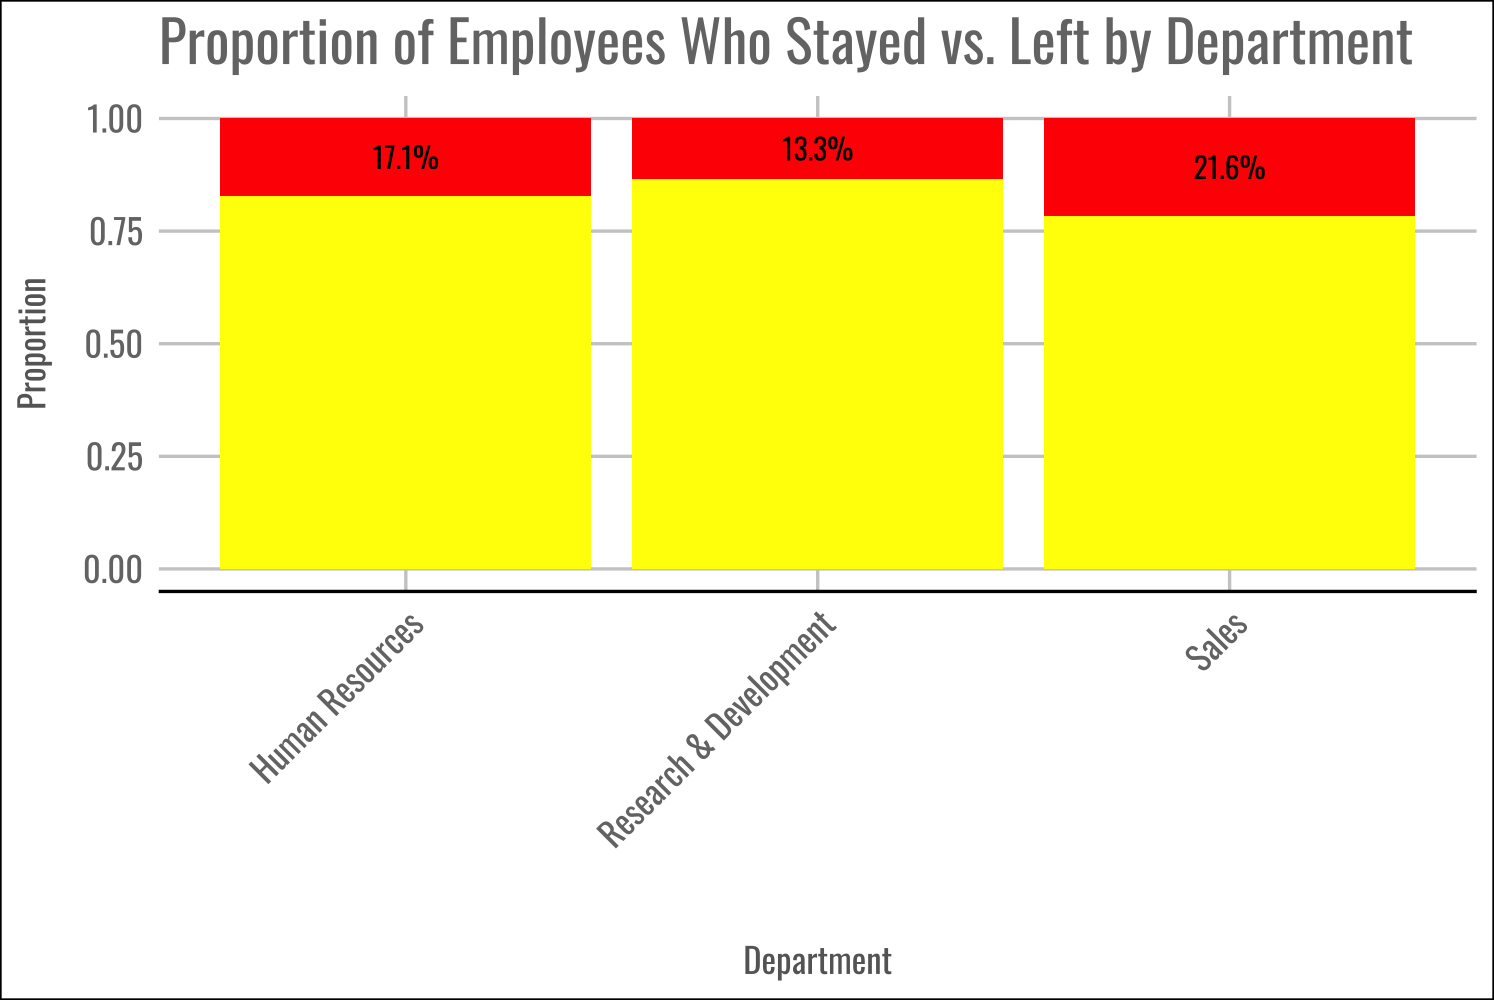 Proportion of Employees Who Stayed vs. Left by Department
1.00
0.75
0.50
0.25
0.00
Proportion
17.1%
13.3%
21.6%
Human Resources
Research & Development
Sales
Department